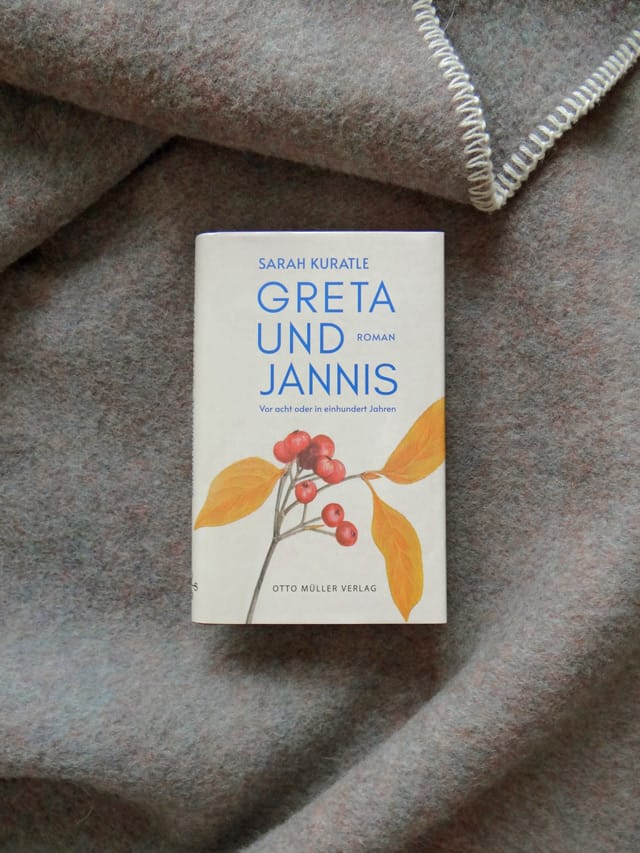 SARAH KURATLE
GRETA
UND ROMAN
JANNIS
Vor acht oder in einhundert Jahren
OTTO MÜLLER VERLAG